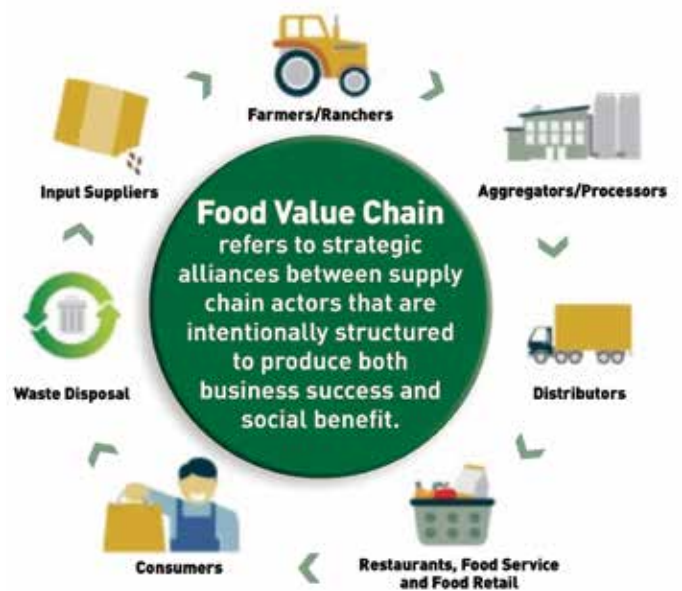 Farmers/Ranchers
Input Suppliers
Aggregators/Processors
Food Value Chain
refers to strategic
alliances between supply
chain actors that are
intentionally structured
to produce both
business success and
social benefit.
Waste Disposal
Distributors
Consumers
Restaurants, Food Service
and Food Retail